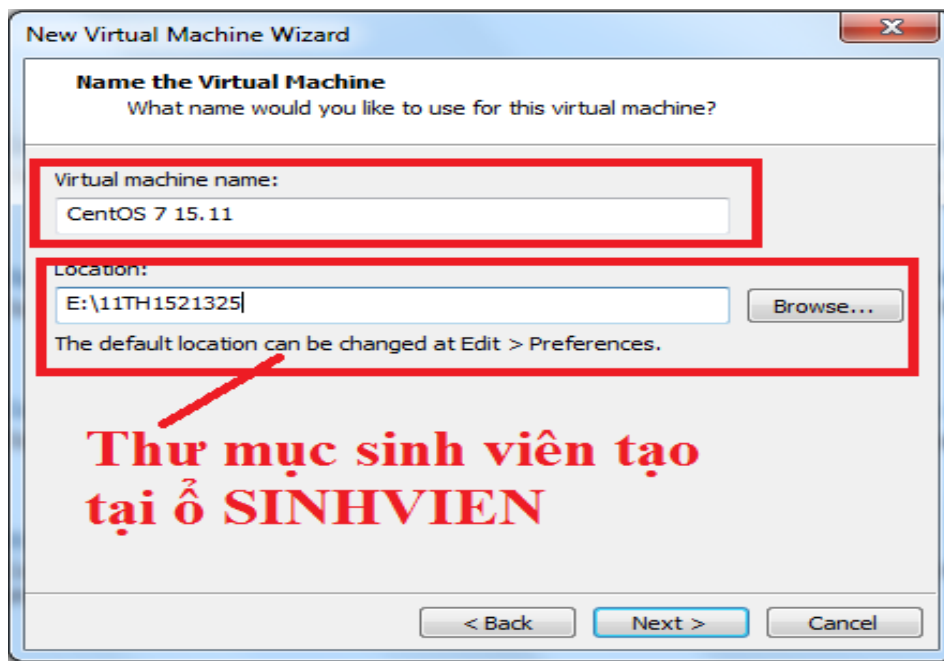 New Virtual Machine Wizard
Name the Virtual Machine
What name would you like to use for this virtual machine?
Virtual machine name:
CentOS 7 15.11
Location:
E:\11TH1521325
Browse...
The default location can be changed at Edit > Preferences.
Thư mục sinh viên tạo
tại ổ SINHVIEN
< Back Next > Cancel